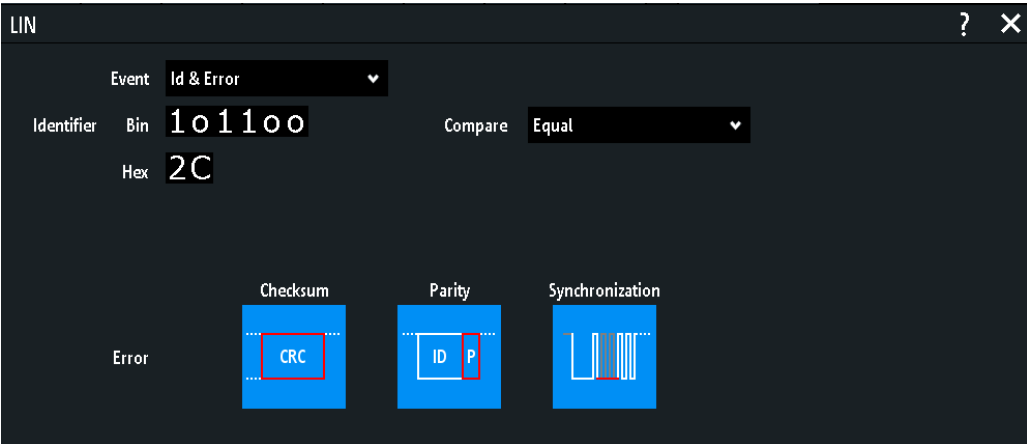 LIN ? ✕
Event Id & Error
Identifier Bin 1o11oo Compare Equal
Hex 2C
Checksum Parity Synchronization
Error CRC ID P